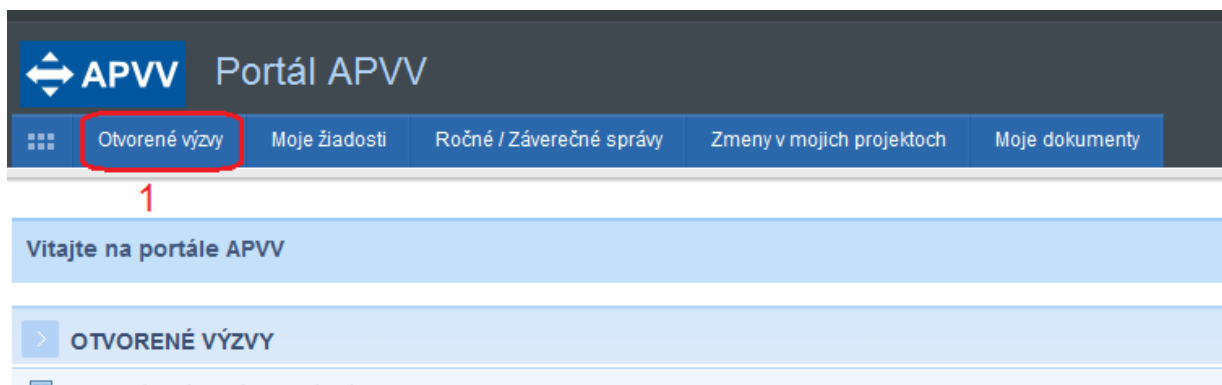 APVV Portál APVV
Otvorené výzvy Moje žiadosti Ročné / Záverečné správy Zmeny v mojich projektoch Moje dokumenty
1
Vitajte na portále APVV
OTVORENÉ VÝZVY